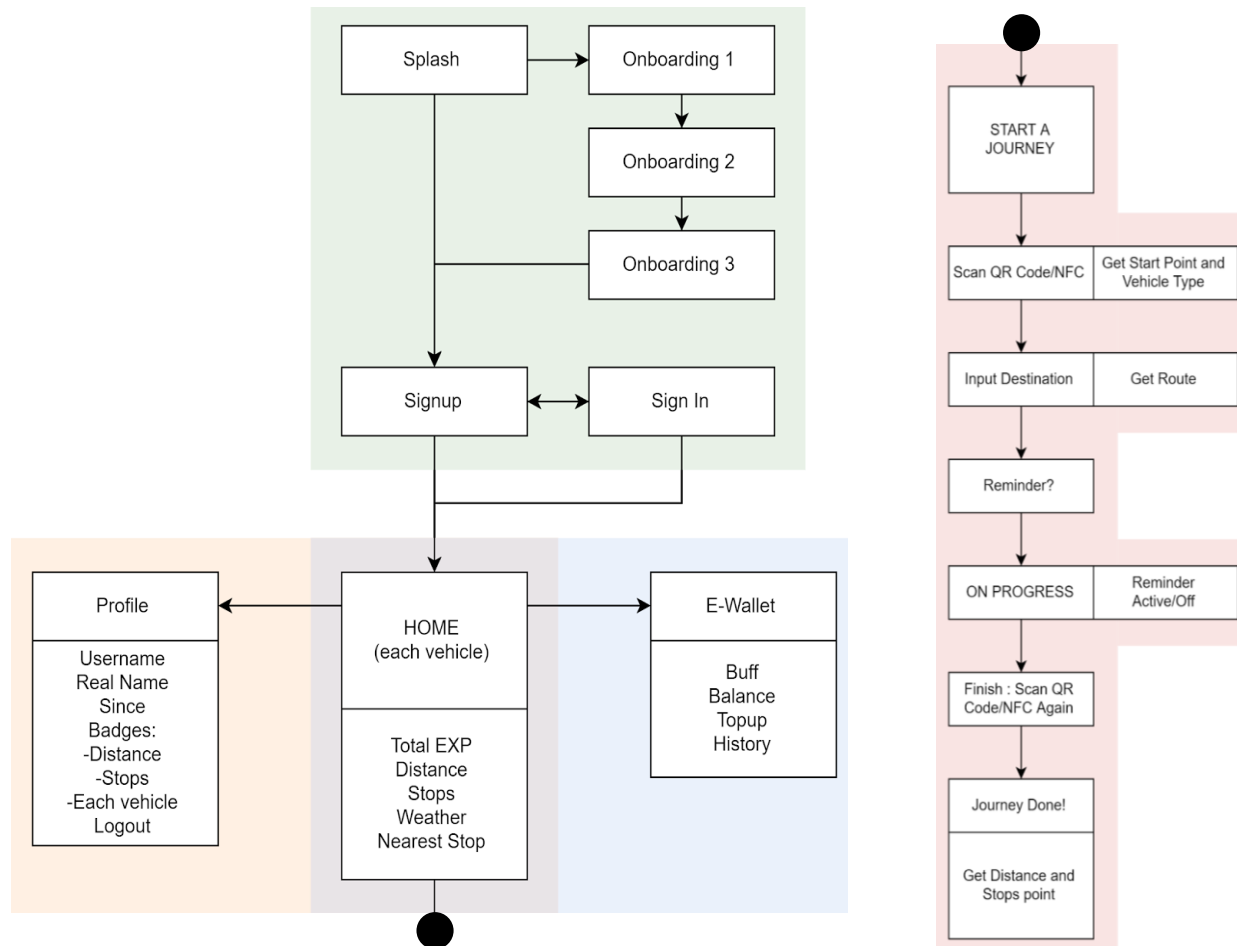 Splash
Onboarding 1
Onboarding 2
Onboarding 3
Signup
Sign In
Profile
Username
Real Name
Since
Badges:
-Distance
-Stops
-Each vehicle
Logout
HOME
(each vehicle)
Total EXP
Distance
Stops
Weather
Nearest Stop
E-Wallet
Buff
Balance
Topup
History
START A
JOURNEY
Scan QR Code/NFC
Get Start Point and
Vehicle Type
Input Destination
Get Route
Reminder?
ON PROGRESS
Reminder
Active/Off
Finish : Scan QR
Code/NFC Again
Journey Done!
Get Distance and
Stops point